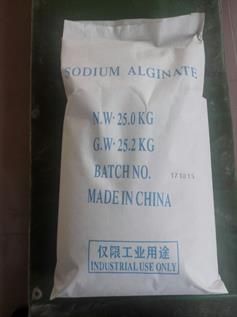 SODIUM ALGINATE
N.W: 25.0 KG
G.W: 25.2 KG
BATCH NO. 171015
MADE IN CHINA
仅限工业用途
INDUSTRIAL USE ONLY